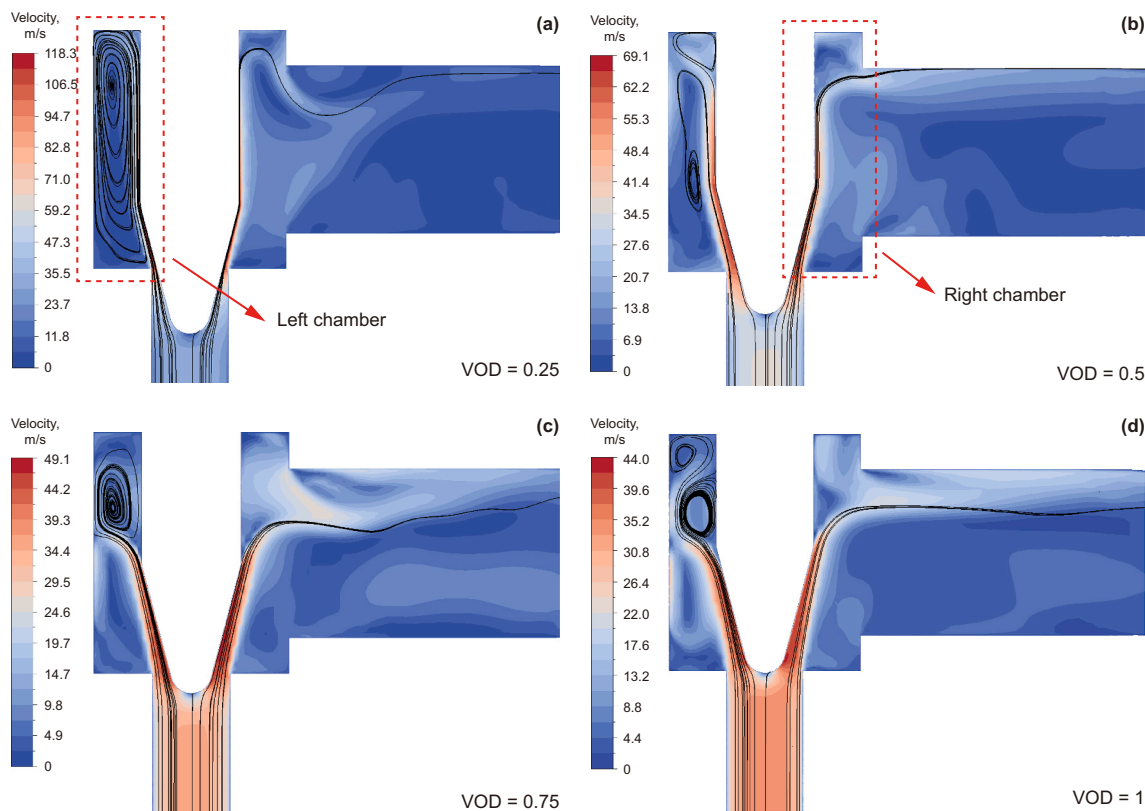 Velocity,
m/s
(a)
118.3
106.5
94.7
82.8
71.0
59.2
47.3
35.5
23.7
11.8
0
Left chamber
VOD = 0.25
Velocity,
m/s
(b)
69.1
62.2
55.3
48.4
41.4
34.5
27.6
20.7
13.8
6.9
0
Right chamber
VOD = 0.5
Velocity,
m/s
(c)
49.1
44.2
39.3
34.4
29.5
24.6
19.7
14.7
9.8
4.9
0
VOD = 0.75
Velocity,
m/s
(d)
44.0
39.6
35.2
30.8
26.4
22.0
17.6
13.2
8.8
4.4
0
VOD = 1